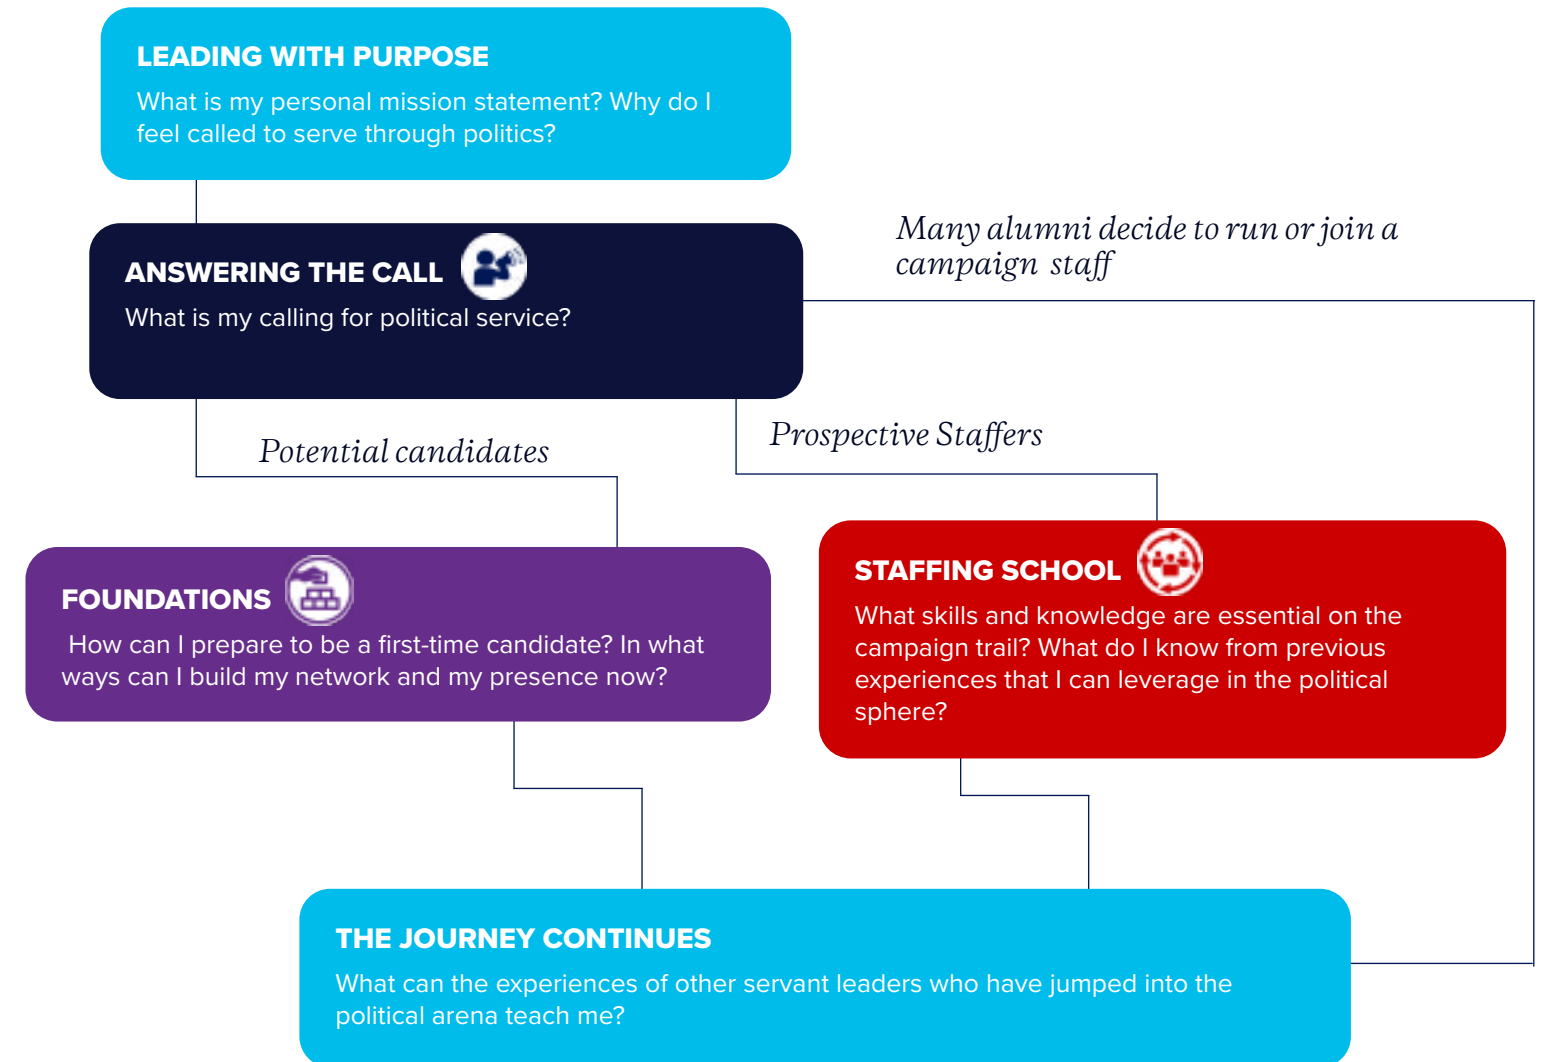 LEADING WITH PURPOSE
What is my personal mission statement? Why do I
feel called to serve through politics?
ANSWERING THE CALL
What is my calling for political service?
Many alumni decide to run or join a
campaign staff
Potential candidates
Prospective Staffers
FOUNDATIONS
How can I prepare to be a first-time candidate? In what
ways can I build my network and my presence now?
STAFFING SCHOOL
What skills and knowledge are essential on the
campaign trail? What do I know from previous
experiences that I can leverage in the political
sphere?
THE JOURNEY CONTINUES
What can the experiences of other servant leaders who have jumped into the
political arena teach me?